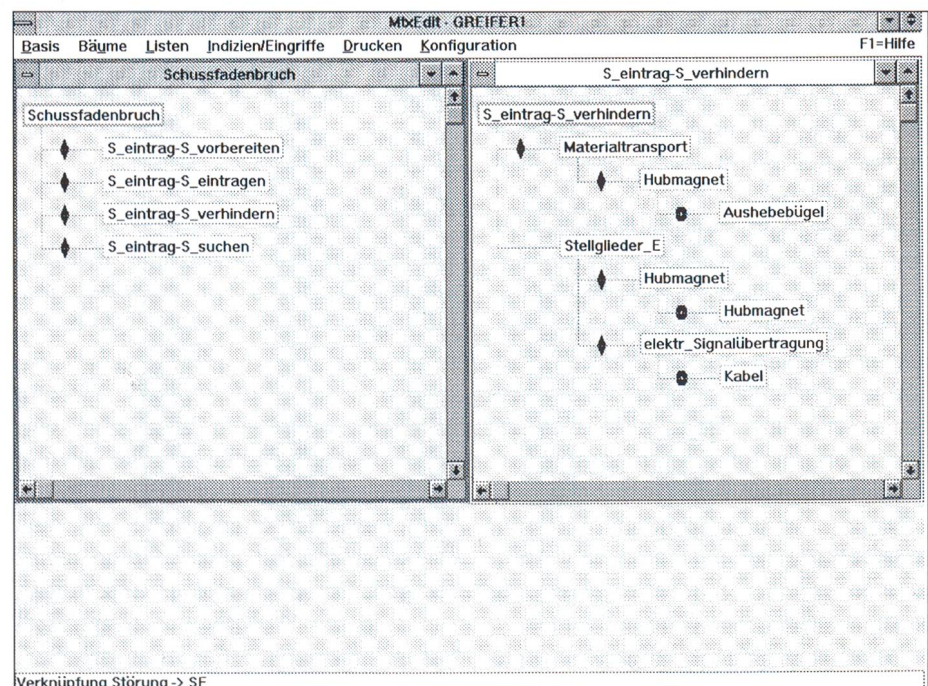 MtxEdit - GREIFER1
Basis Bäume Listen Indizien/Eingriffe Drucken Konfiguration F1=Hilfe
Schussfadenbruch
Schussfadenbruch
S_eintrag-S_vorbereiten
S_eintrag-S_eintragen
S_eintrag-S_verhindern
S_eintrag-S_suchen
S_eintrag-S_verhindern
S_eintrag-S_verhindern
Materialtransport
Hubmagnet
Aushebebügel
Stellglieder_E
Hubmagnet
Hubmagnet
elektr_Signalübertragung
Kabel
Verknüpfung Störung -> SF